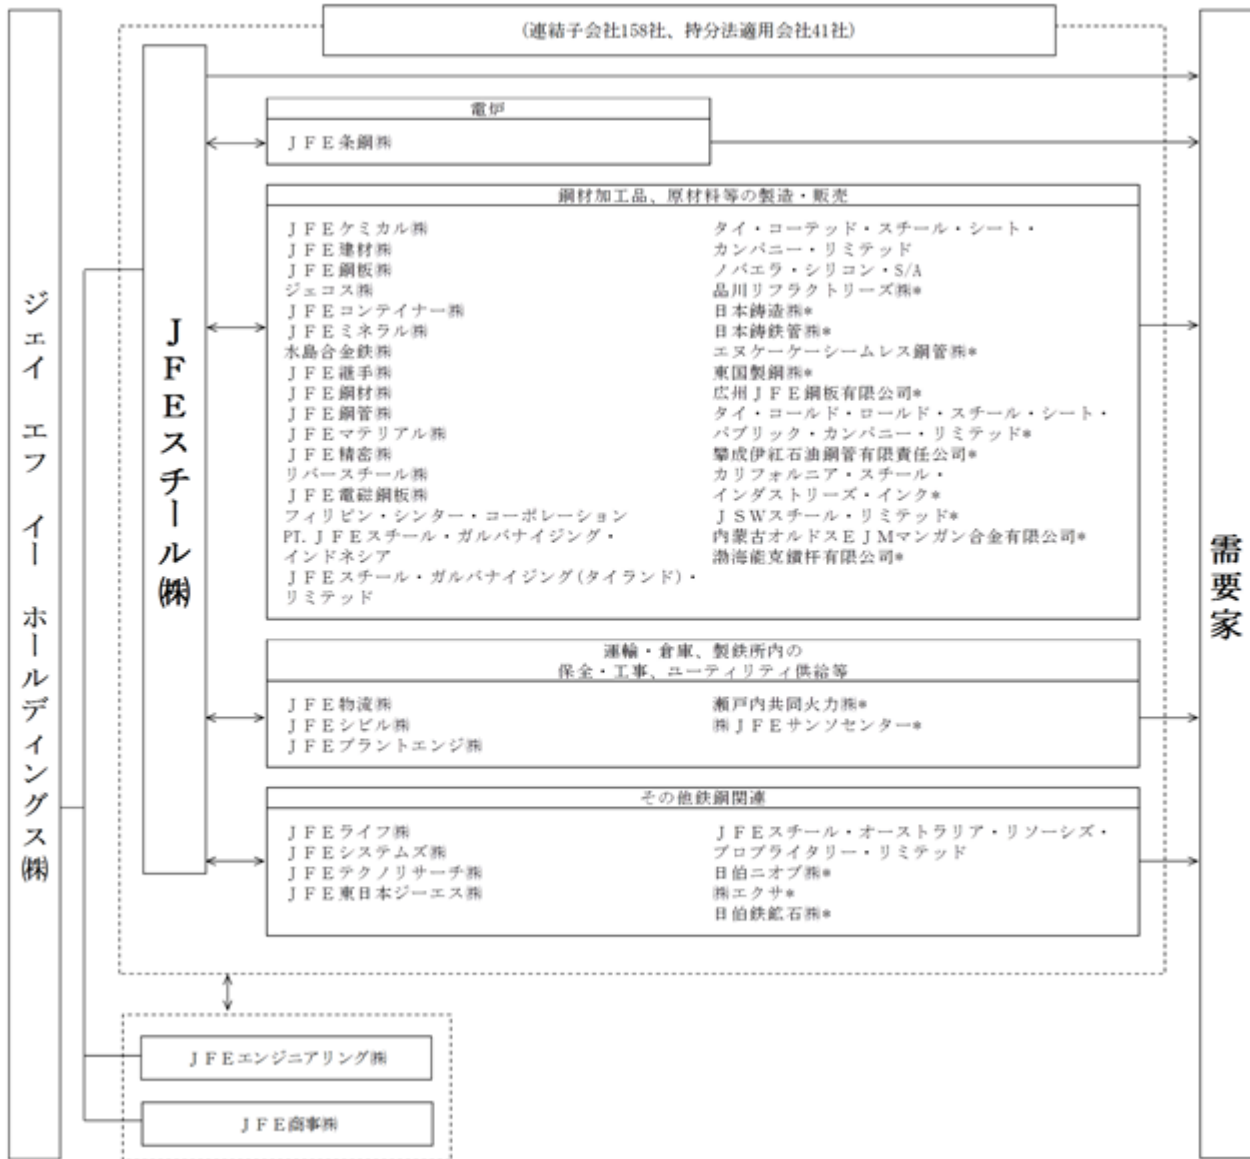 (連結子会社158社、持分法適用会社41社)
ジェイ エフ イー ホールディングス㈱
JFEスチール㈱
需要家
電炉
JFE条鋼㈱
鋼材加工品、原材料等の製造・販売
JFEケミカル㈱
JFE建材㈱
JFE鋼板㈱
ジェコス㈱
JFEコンテイナー㈱
JFEミネラル㈱
水島合金鉄㈱
JFE継手㈱
JFE鋼材㈱
JFE鋼管㈱
JFEマテリアル㈱
JFE精密㈱
リバースチール㈱
JFE電磁鋼板㈱
フィリピン・シンター・コーポレーション
PT. JFEスチール・ガルバナイジング・
インドネシア
JFEスチール・ガルバナイジング(タイランド)・
リミテッド
タイ・コーテッド・スチール・シート・
カンパニー・リミテッド
ノバエラ・シリコン・S/A
品川リフラクトリーズ㈱*
日本鋳造㈱*
日本鋳鉄管㈱*
エヌケーケーシームレス鋼管㈱*
東国製鋼㈱*
広州JFE鋼板有限公司*
タイ・コールド・ロールド・スチール・シート・
パブリック・カンパニー・リミテッド*
攀成伊紅石油鋼管有限責任公司*
カリフォルニア・スチール・
インダストリーズ・インク*
JSWスチール・リミテッド*
内蒙古オルドスEJMマンガン合金有限公司*
渤海能克鑽杆有限公司*
運輸・倉庫、製鉄所内の
保全・工事、ユーティリティ供給等
JFE物流㈱
JFEシビル㈱
JFEプラントエンジ㈱
瀬戸内共同火力㈱*
㈱JFEサンソセンター*
その他鉄鋼関連
JFEライフ㈱
JFEシステムズ㈱
JFEテクノリサーチ㈱
JFE東日本ジーエス㈱
JFEスチール・オーストラリア・リソーシズ・
プロプライタリー・リミテッド
日伯ニオブ㈱*
㈱エクサ*
日伯鉄鉱石㈱*
JFEエンジニアリング㈱
JFE商事㈱